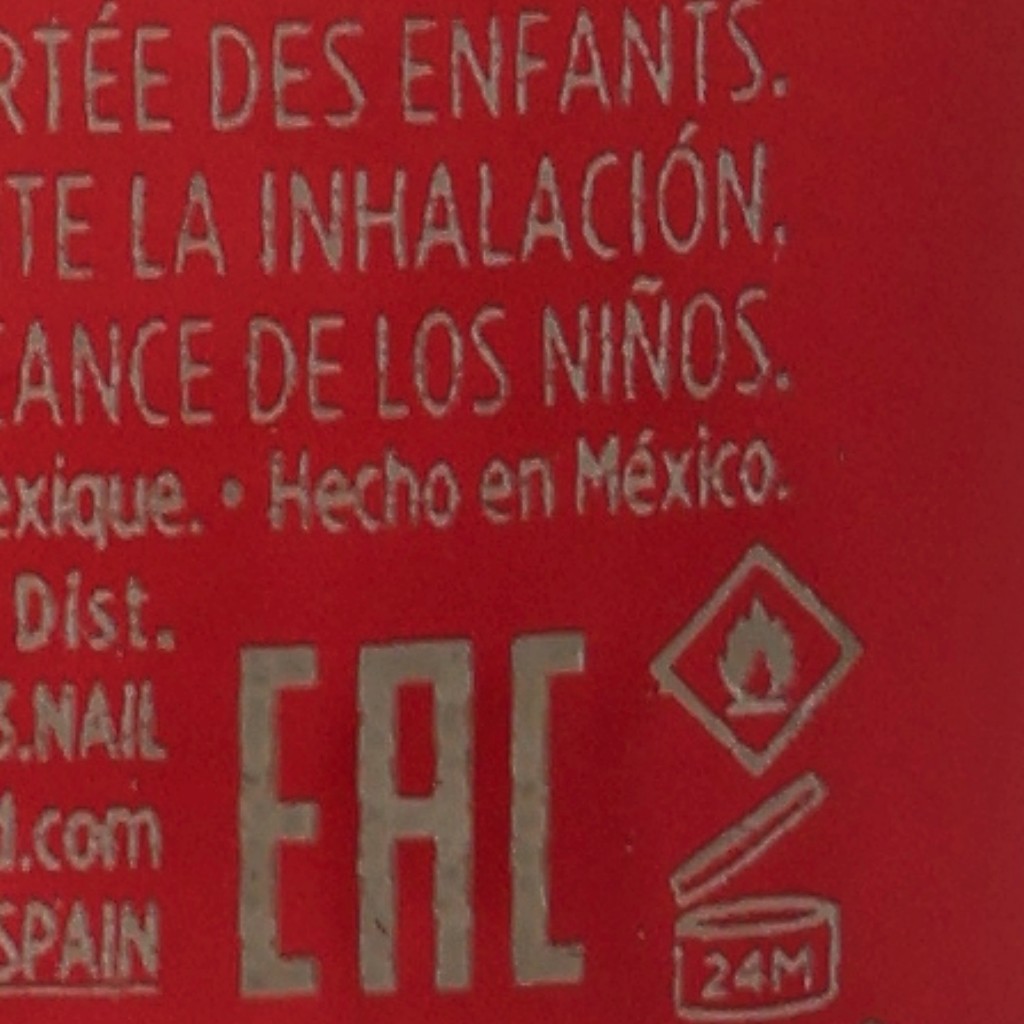 RTÉE DES ENFANTS.
TE LA INHALACIÓN.
CANCE DE LOS NIÑOS.
exique. • Hecho en México.
Dist.
.NAIL
.com
SPAIN
EAC
24M